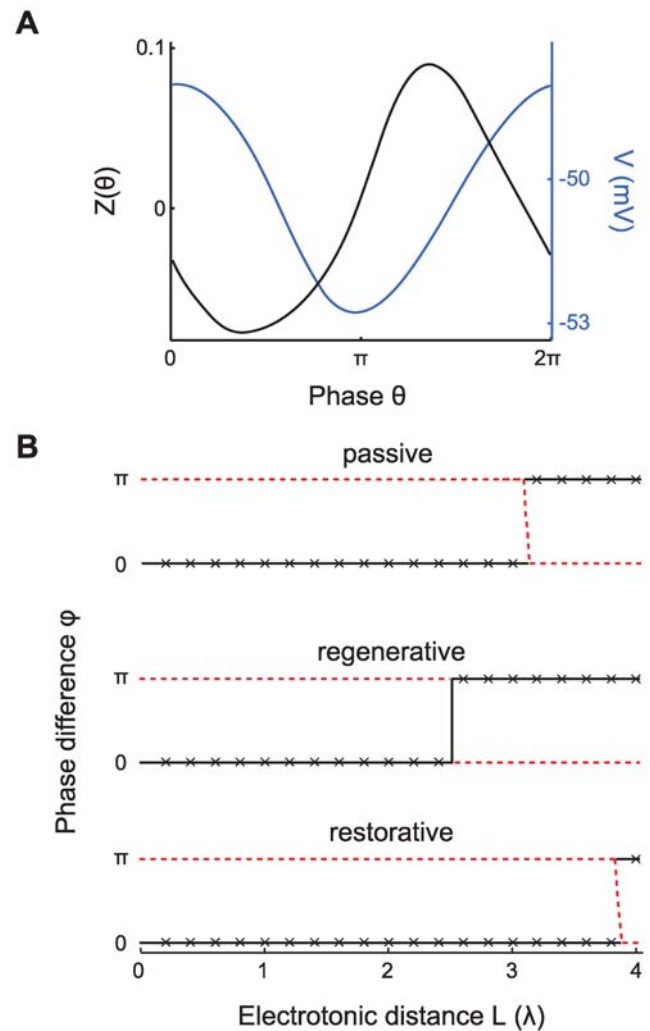 A
0.1
0
Z(θ)
-50
-53
V (mV)
0 π 2π
Phase θ
B
passive
π
0
regenerative
π
0
restorative
π
0
Phase difference φ
0 1 2 3 4
Electrotonic distance L (λ)